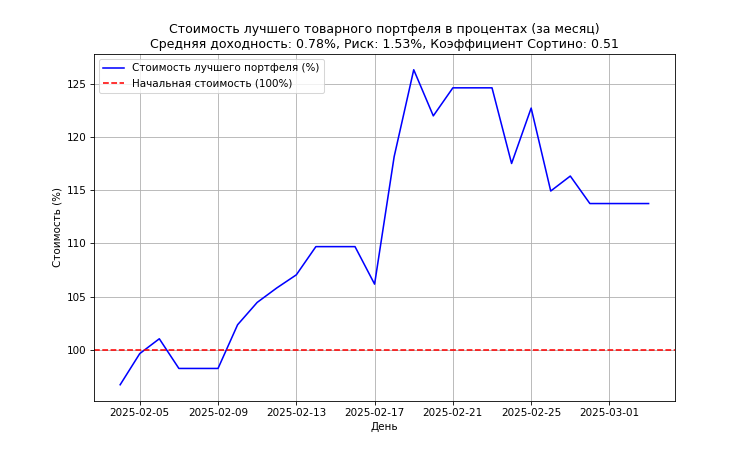 Стоимость лучшего товарного портфеля в процентах (за месяц)
Средняя доходность: 0.78%, Риск: 1.53%, Коэффициент Сортино: 0.51
Стоимость лучшего портфеля (%)
Начальная стоимость (100%)
Стоимость (%)
125
120
115
110
105
100
2025-02-05 2025-02-09 2025-02-13 2025-02-17 2025-02-21 2025-02-25 2025-03-01
День